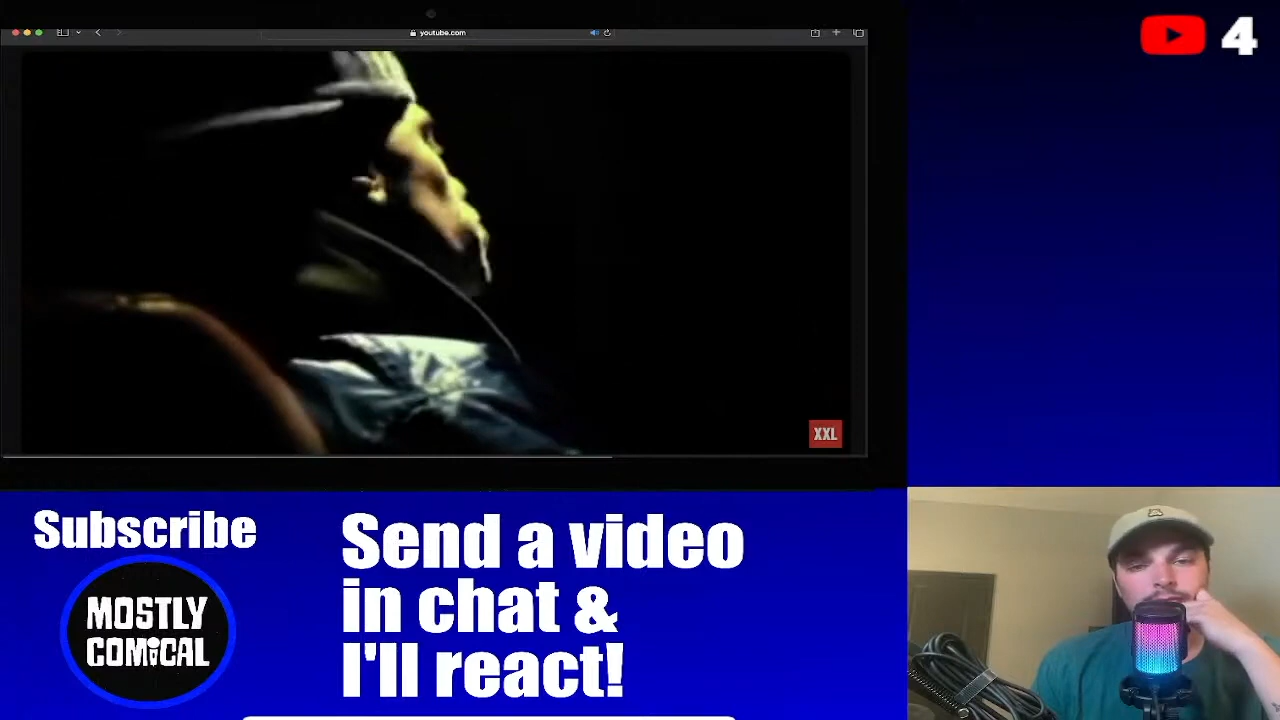 youtube.com
4
XXL
Subscribe
MOSTLY
COMICAL
Send a video
in chat &
I'll react!